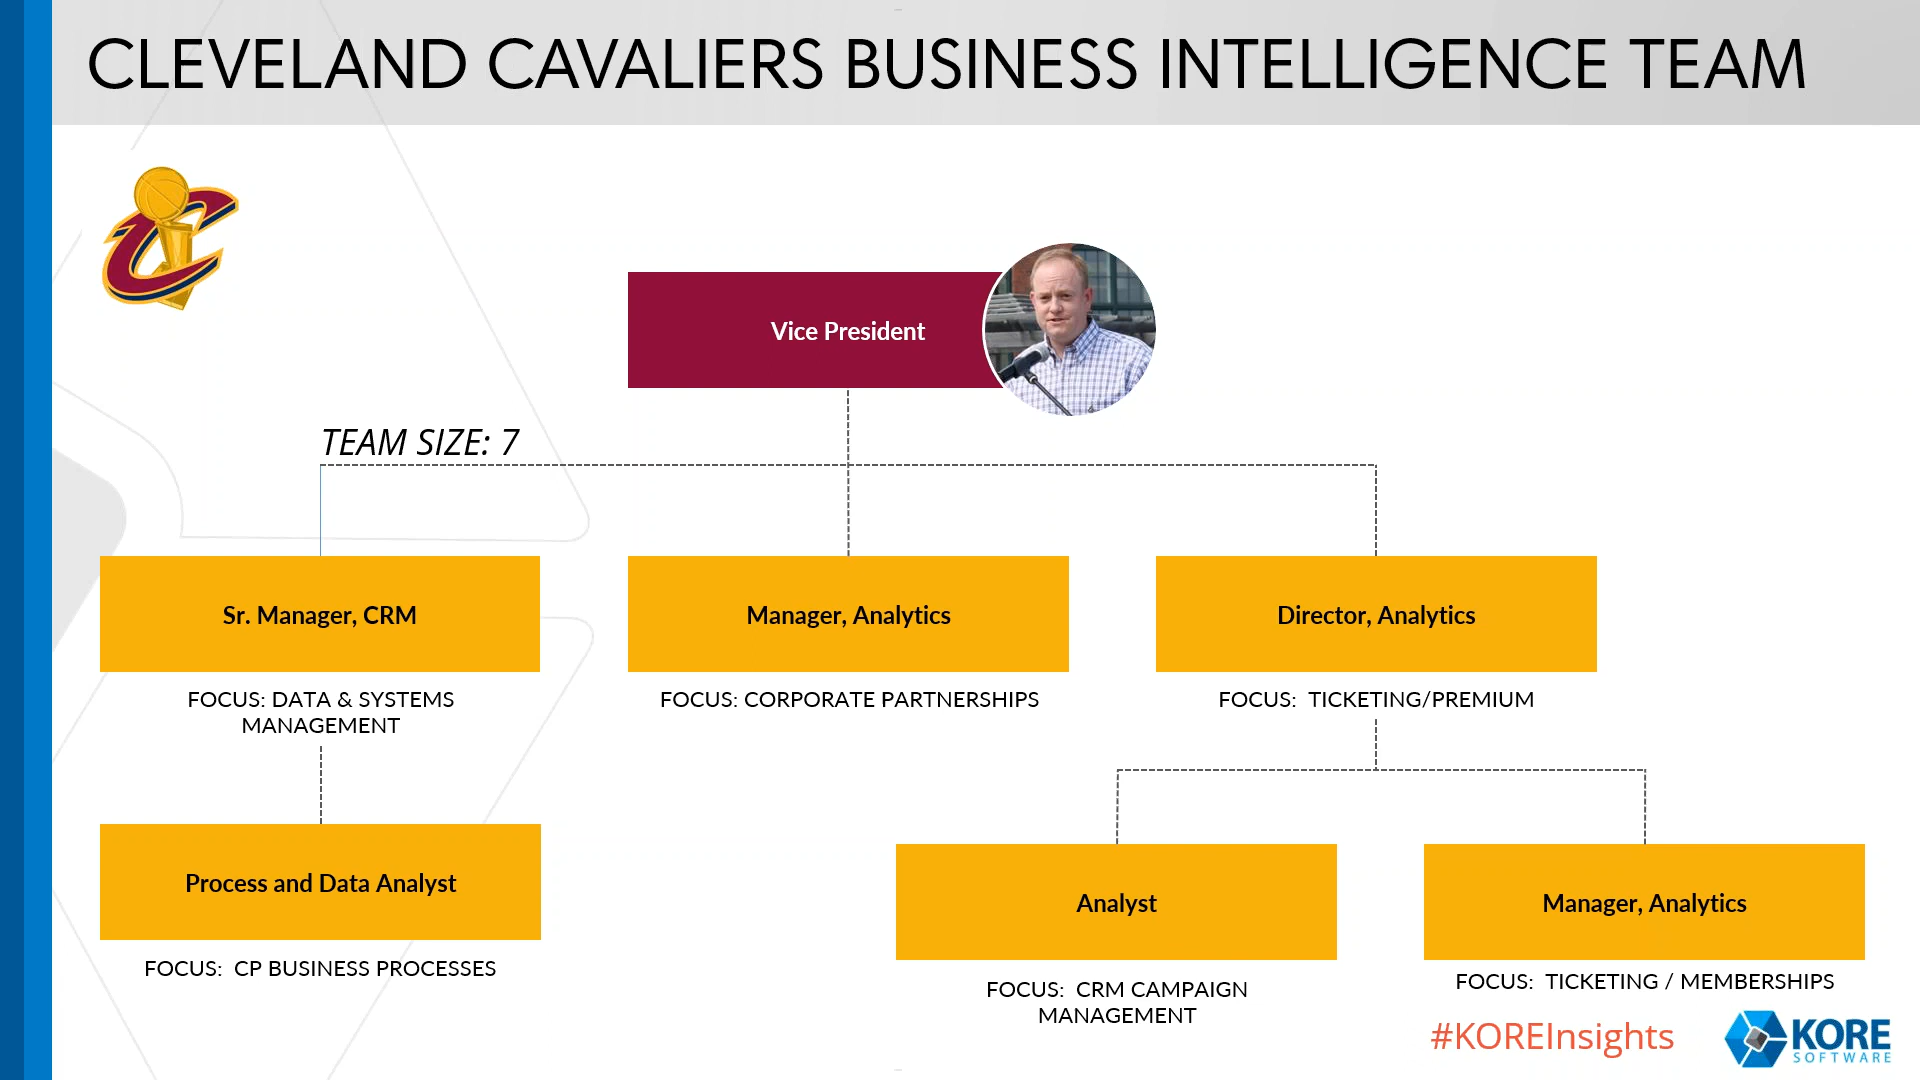 CLEVELAND CAVALIERS BUSINESS INTELLIGENCE TEAM
Vice President
TEAM SIZE: 7
Sr. Manager, CRM
Manager, Analytics
Director, Analytics
FOCUS: DATA & SYSTEMS
MANAGEMENT
FOCUS: CORPORATE PARTNERSHIPS
FOCUS: TICKETING/PREMIUM
Process and Data Analyst
Analyst
Manager, Analytics
FOCUS: CP BUSINESS PROCESSES
FOCUS: CRM CAMPAIGN
MANAGEMENT
FOCUS: TICKETING / MEMBERSHIPS
#KOREInsights
KORE
SOFTWARE